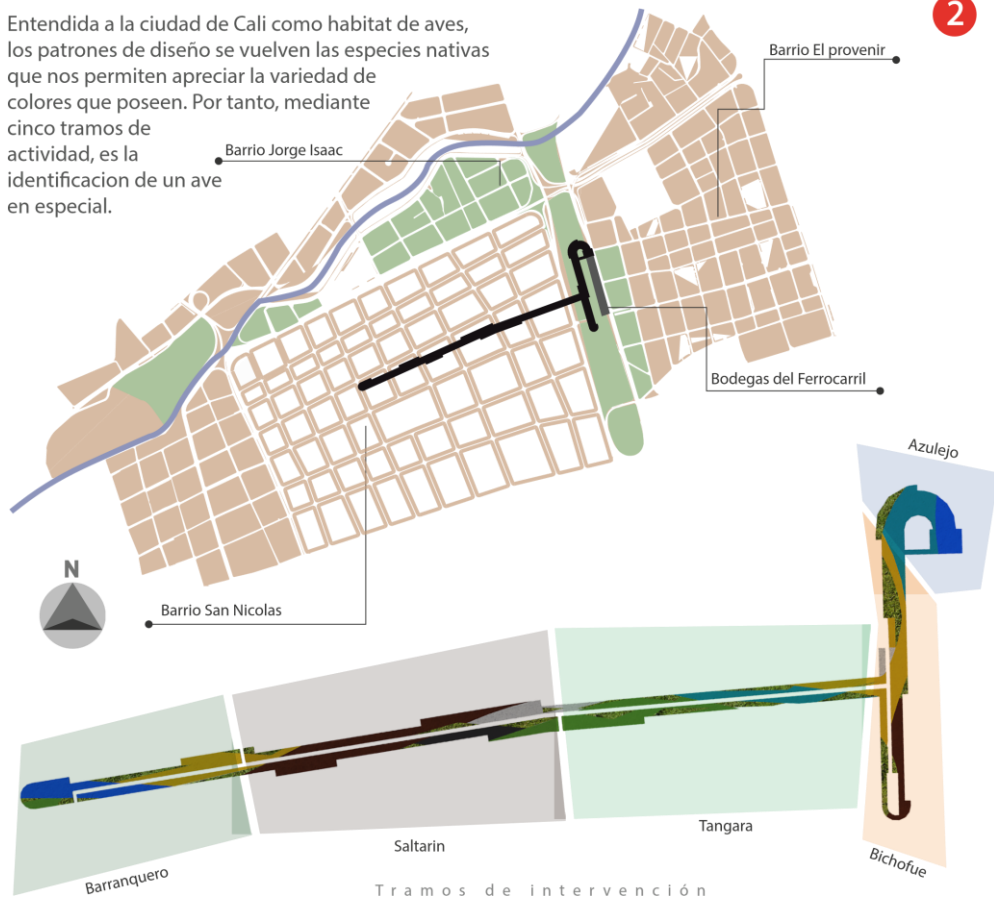 Entendida a la ciudad de Cali como habitat de aves,
los patrones de diseño se vuelven las especies nativas
que nos permiten apreciar la variedad de
colores que poseen. Por tanto, mediante
cinco tramos de
actividad, es la
identificacion de un ave
en especial.
2
Barrio El provenir
Barrio Jorge Isaac
Bodegas del Ferrocarril
N
Barrio San Nicolas
Azulejo
Barranquero
Saltarin
Tangara
Bichofue
Tramos de intervención